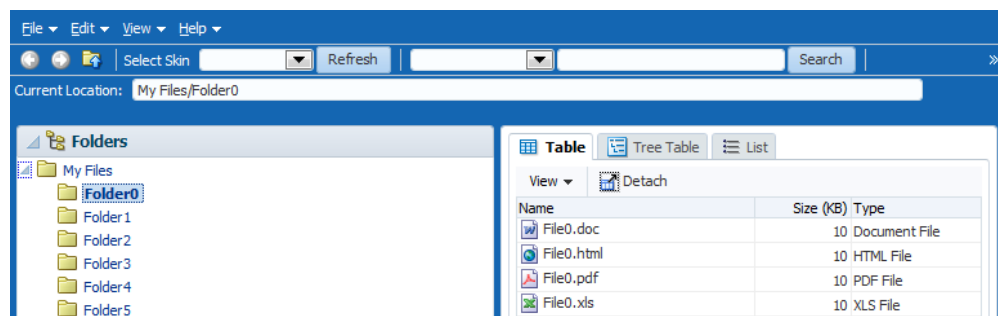 File Edit View Help
Select Skin Refresh Search »
Current Location: My Files/Folder0
Folders
My Files
Folder0
Folder1
Folder2
Folder3
Folder4
Folder5
Table Tree Table List
View Detach
Name Size (KB) Type
File0.doc 10 Document File
File0.html 10 HTML File
File0.pdf 10 PDF File
File0.xls 10 XLS File